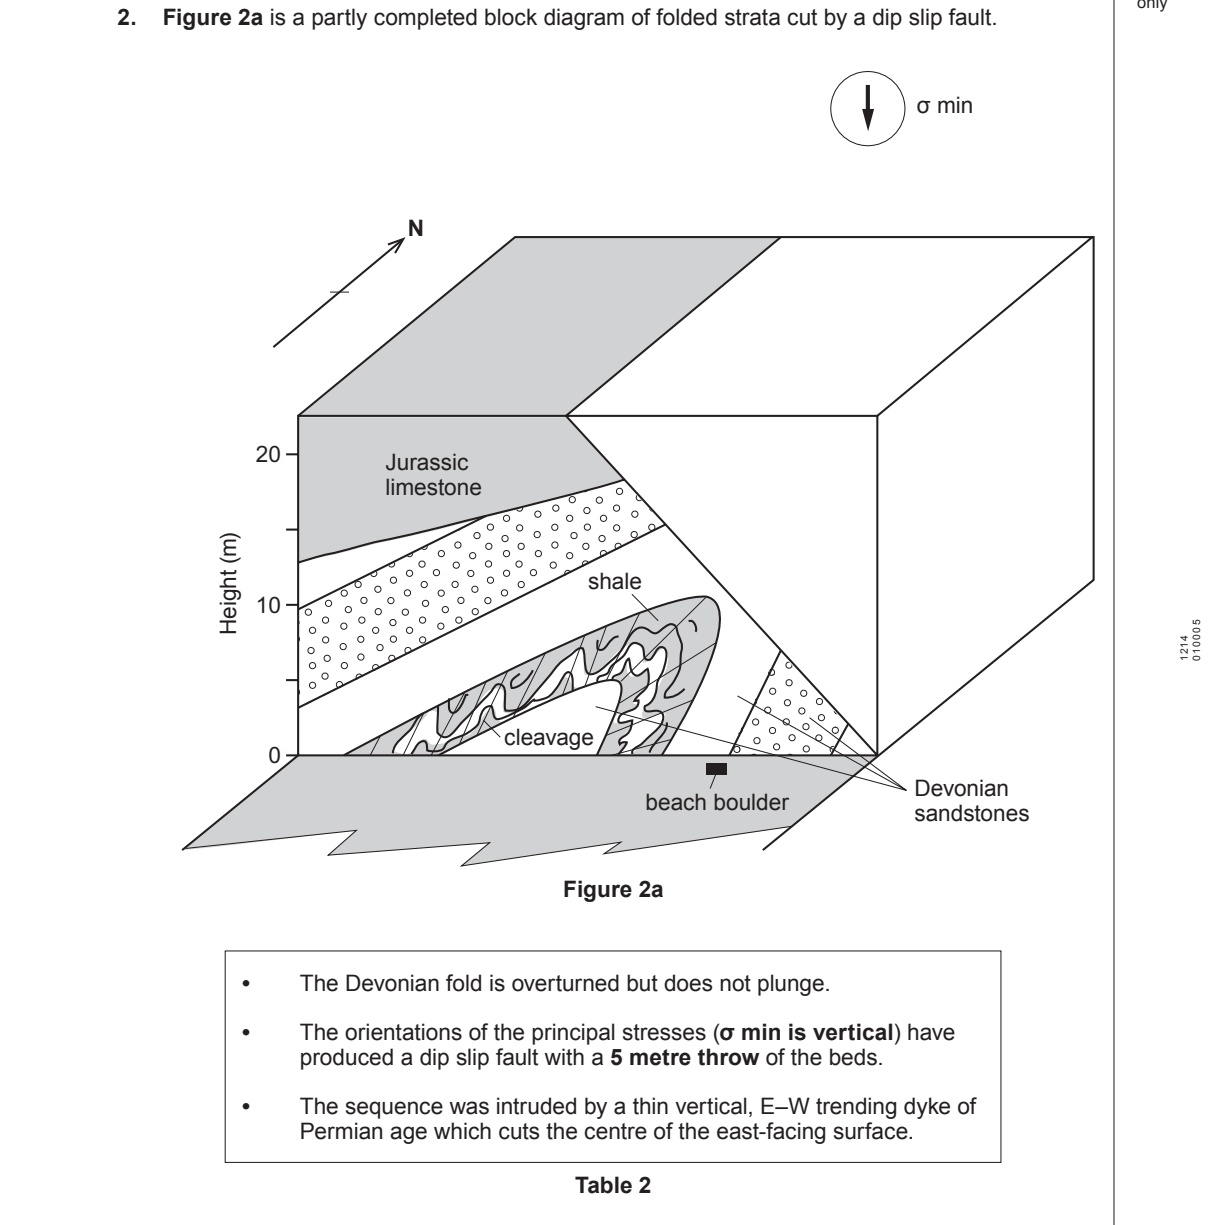 only
2. Figure 2a is a partly completed block diagram of folded strata cut by a dip slip fault.
σ min
N
20
Jurassic
limestone
Height (m)
10
shale
0
cleavage
beach boulder
Devonian
sandstones
1214
010005
Figure 2a
• The Devonian fold is overturned but does not plunge.
• The orientations of the principal stresses (σ min is vertical) have
produced a dip slip fault with a 5 metre throw of the beds.
• The sequence was intruded by a thin vertical, E–W trending dyke of
Permian age which cuts the centre of the east-facing surface.
Table 2